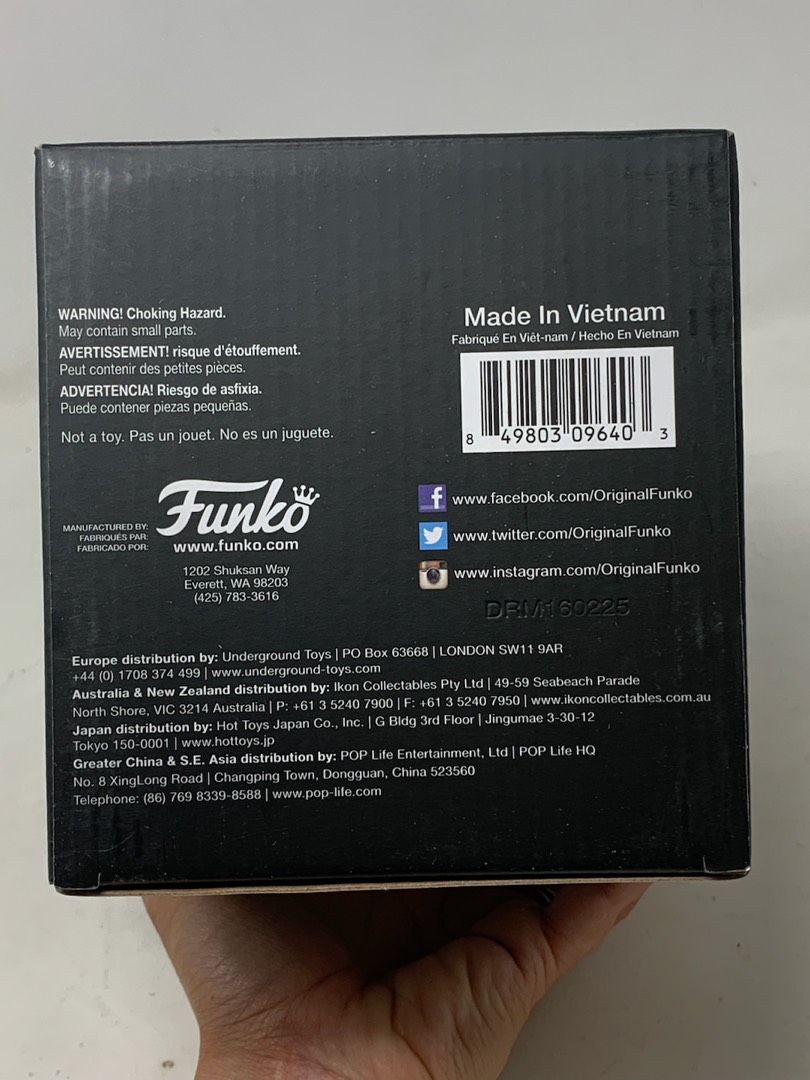 WARNING! Choking Hazard.
May contain small parts.
AVERTISSEMENT! risque d'étouffement.
Peut contenir des petites pièces.
ADVERTENCIA! Riesgo de asfixia.
Puede contener piezas pequeñas.
Not a toy. Pas un jouet. No es un juguete.
Made In Vietnam
Fabriqué En Viêt-nam / Hecho En Vietnam
8 49803 09640 3
MANUFACTURED BY:
FABRIQUÉS PAR:
FABRICADO POR:
Funko
www.funko.com
1202 Shuksan Way
Everett, WA 98203
(425) 783-3616
f www.facebook.com/OriginalFunko
www.twitter.com/OriginalFunko
www.instagram.com/OriginalFunko
DRM160225
Europe distribution by: Underground Toys | PO Box 63668 | LONDON SW11 9AR
+44 (0) 1708 374 499 | www.underground-toys.com
Australia & New Zealand distribution by: Ikon Collectables Pty Ltd | 49-59 Seabeach Parade
North Shore, VIC 3214 Australia | P: +61 3 5240 7900 | F: +61 3 5240 7950 | www.ikoncollectables.com.au
Japan distribution by: Hot Toys Japan Co., Inc. | G Bldg 3rd Floor | Jingumae 3-30-12
Tokyo 150-0001 | www.hottoys.jp
Greater China & S.E. Asia distribution by: POP Life Entertainment, Ltd | POP Life HQ
No. 8 XingLong Road | Changping Town, Dongguan, China 523560
Telephone: (86) 769 8339-8588 | www.pop-life.com